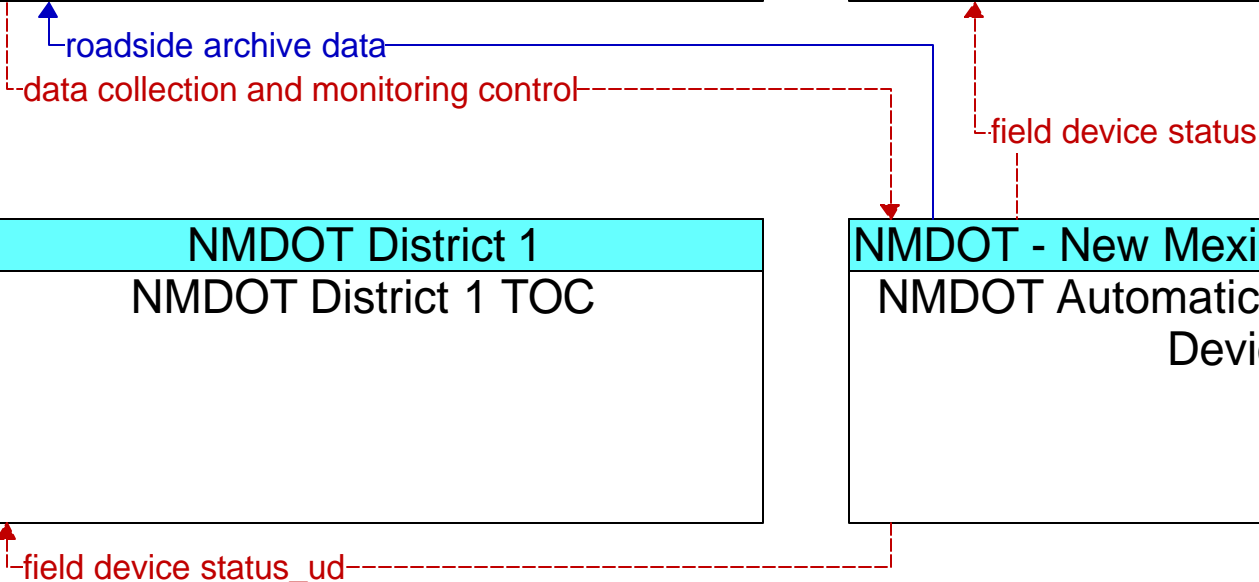 roadside archive data
data collection and monitoring control
field device status
NMDOT District 1
NMDOT District 1 TOC
NMDOT - New Mexi
NMDOT Automatic
Devi
field device status_ud